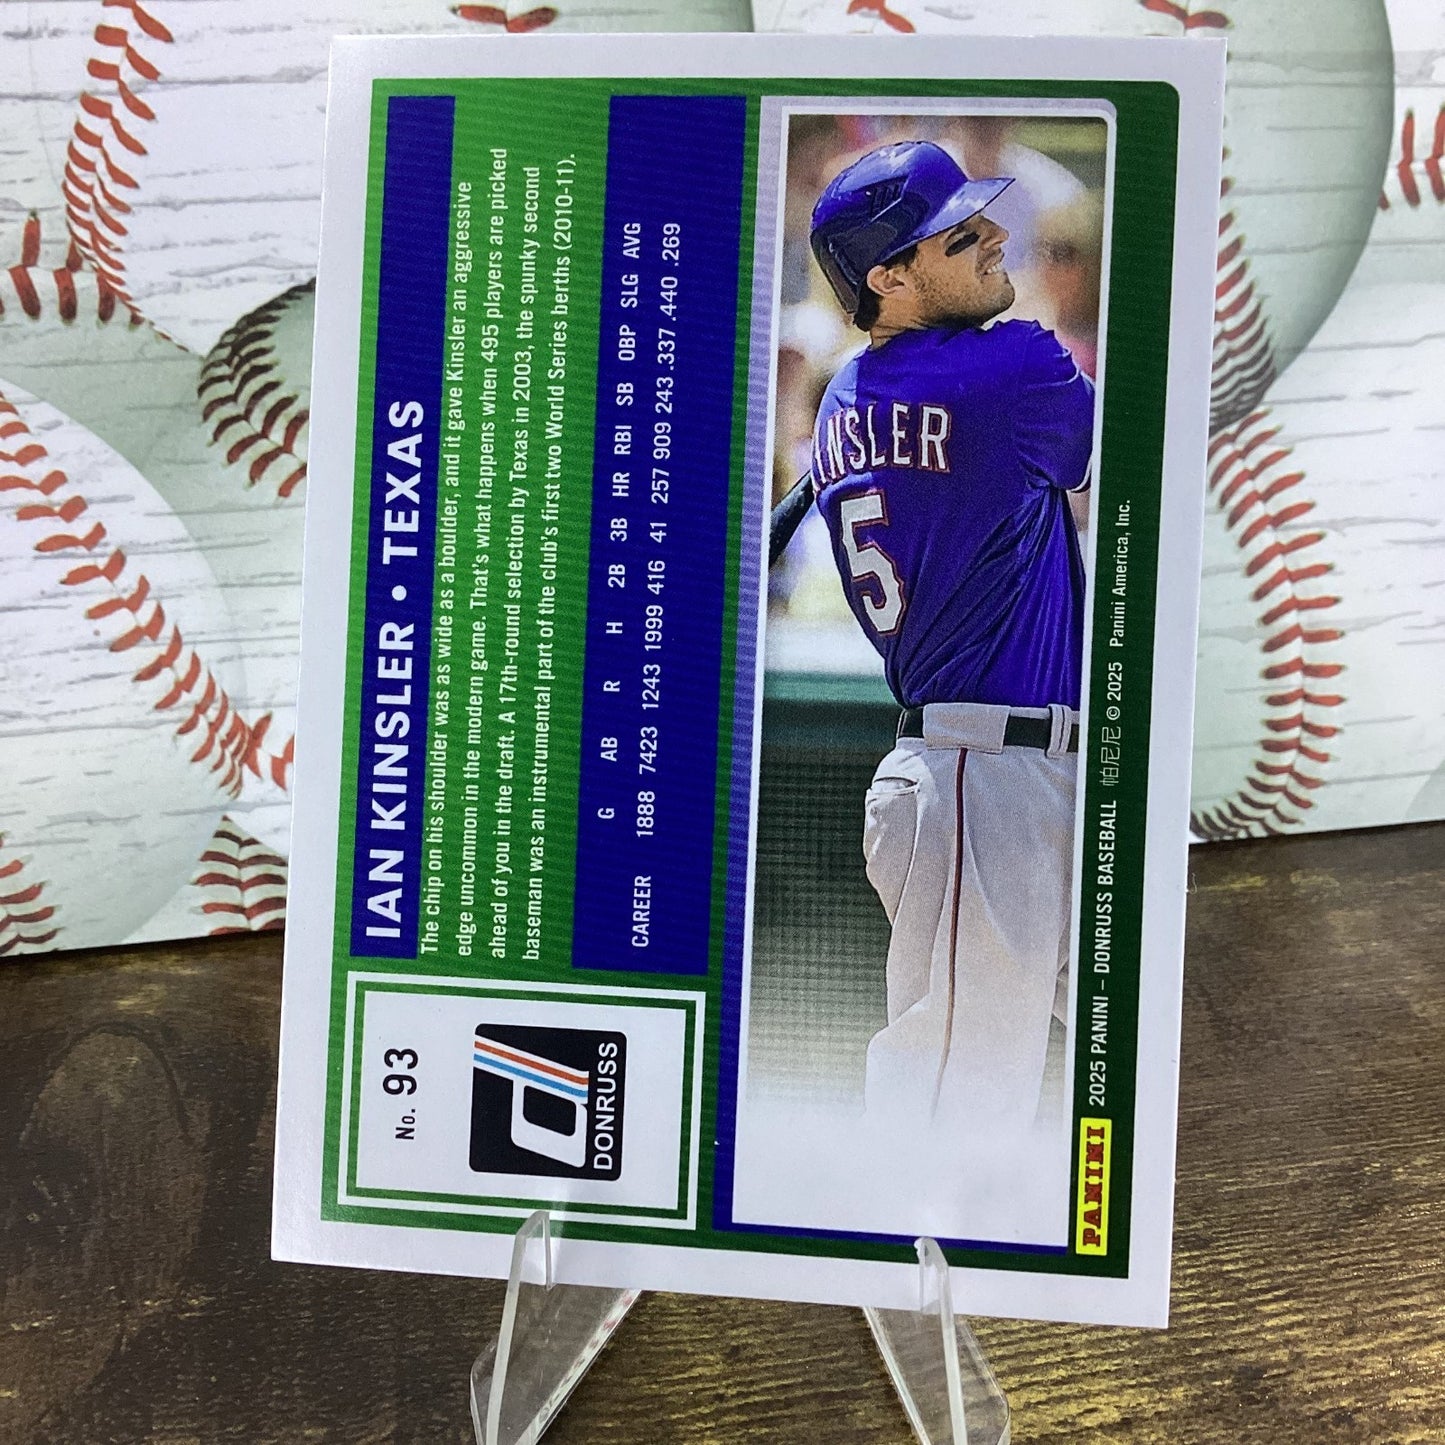 No. 93
DONRUSS
IAN KINSLER • TEXAS
The chip on his shoulder was as wide as a boulder, and it gave Kinsler an aggressive
edge uncommon in the modern game. That's what happens when 495 players are picked
ahead of you in the draft. A 17th-round selection by Texas in 2003, the spunky second
baseman was an instrumental part of the club's first two World Series berths (2010-11).
G AB R H 2B 3B HR RBI SB OBP SLG AVG
CAREER 1888 7423 1243 1999 416 41 257 909 243 .337 .440 .269
INSLER
5
PANINI 2025 PANINI – DONRUSS BASEBALL 帕尼尼 © 2025 Panini America, Inc.